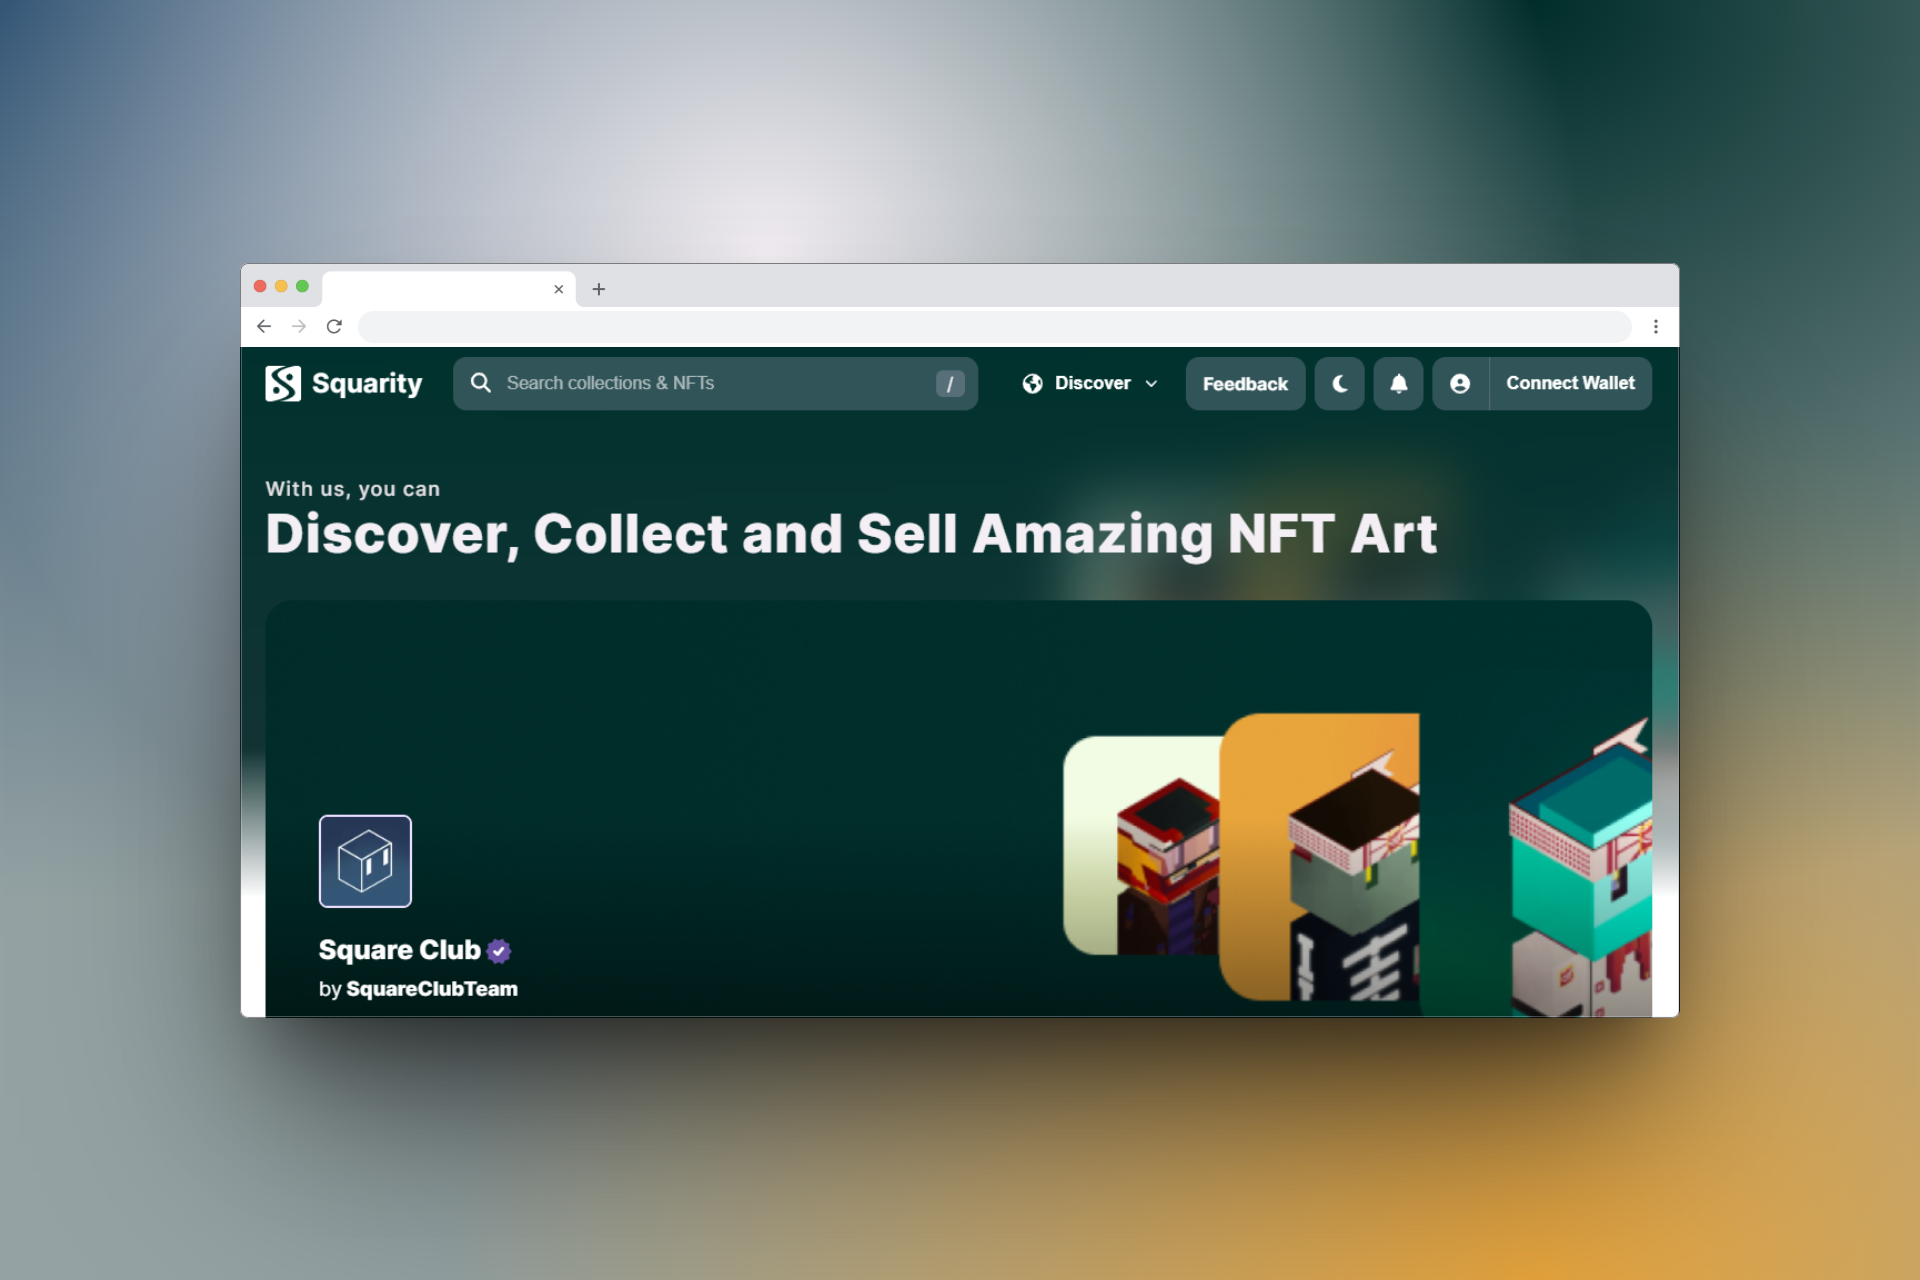 Squarity
Search collections & NFTs
/
Discover
Feedback
Connect Wallet
With us, you can
Discover, Collect and Sell Amazing NFT Art
Square Club
by SquareClubTeam